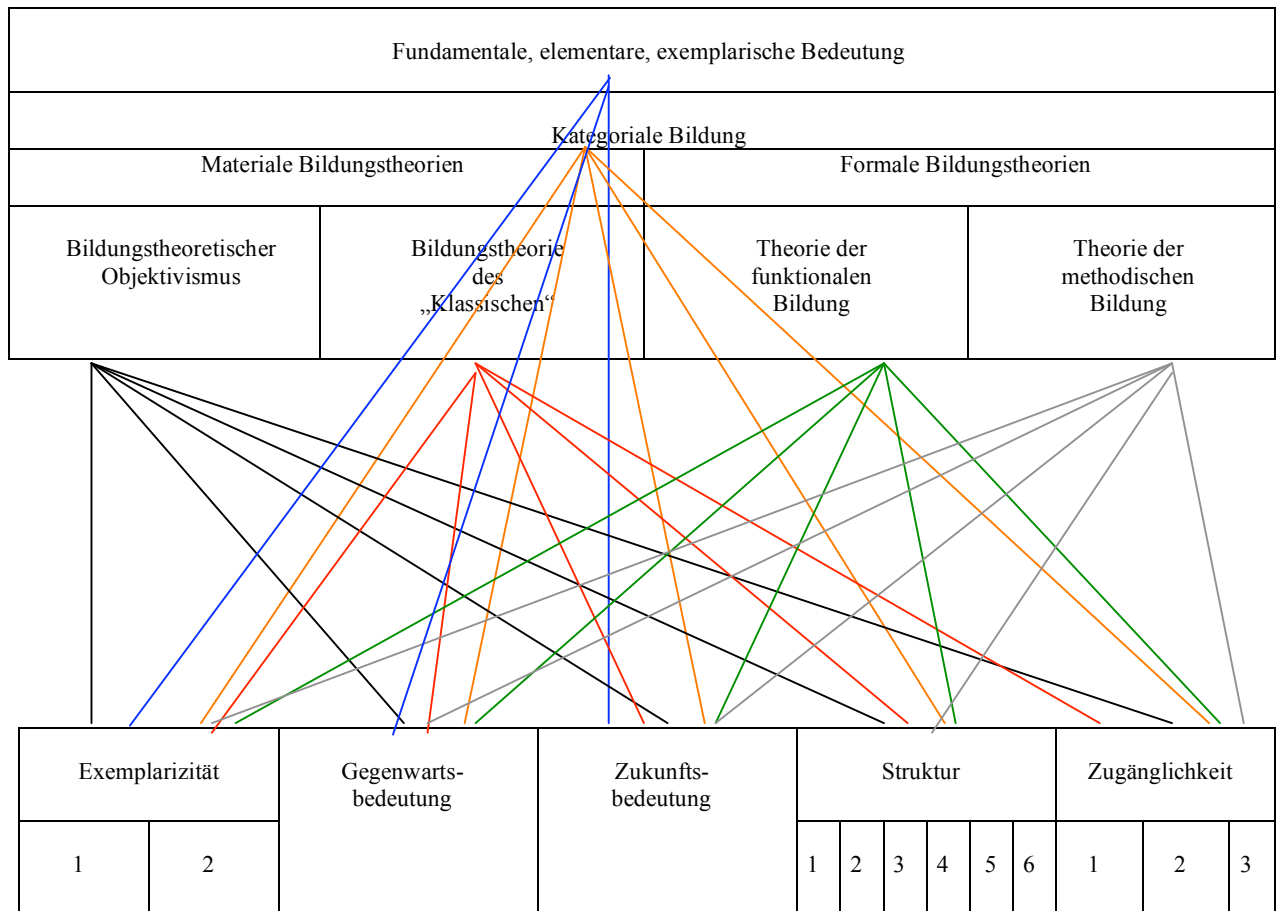 Fundamentale, elementare, exemplarische Bedeutung
Kategoriale Bildung
Materiale Bildungstheorien
Formale Bildungstheorien
Bildungstheoretischer
Objektivismus
Bildungstheorie
des
„Klassischen“
Theorie der
funktionalen
Bildung
Theorie der
methodischen
Bildung
Exemplarizität
Gegenwarts-
bedeutung
Zukunfts-
bedeutung
Struktur
Zugänglichkeit
1 2 1 2 3 4 5 6 1 2 3